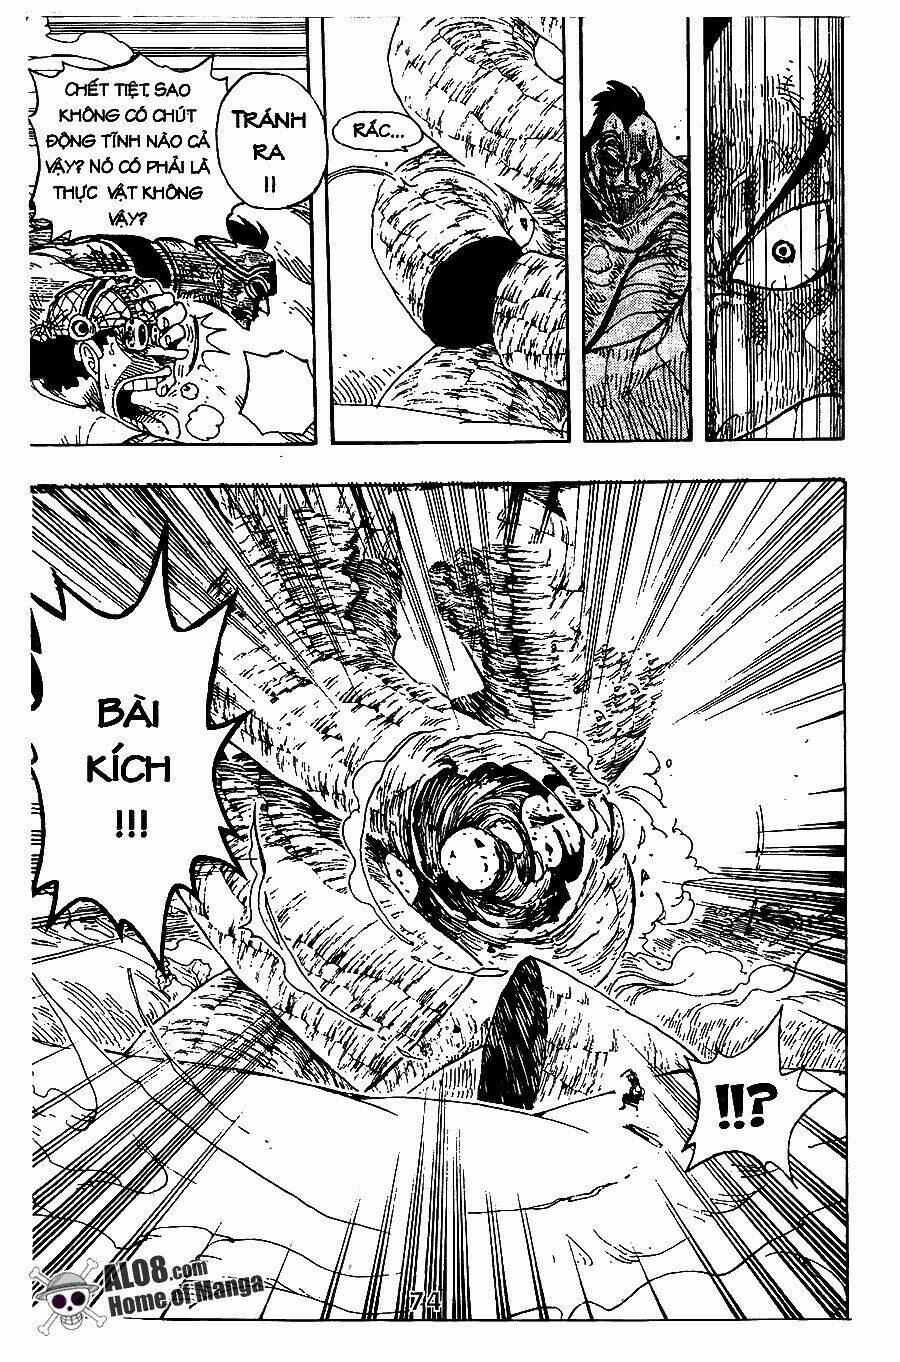 RẮC...
TRÁNH
RA
!!
CHẾT TIỆT, SAO
KHÔNG CÓ CHÚT
ĐỘNG TĨNH NÀO CẢ
VẬY? NÓ CÓ PHẢI LÀ
THỰC VẬT KHÔNG
VẬY?
BÀI
KÍCH
!!!
!!?
74
AL08.com
Home of Manga